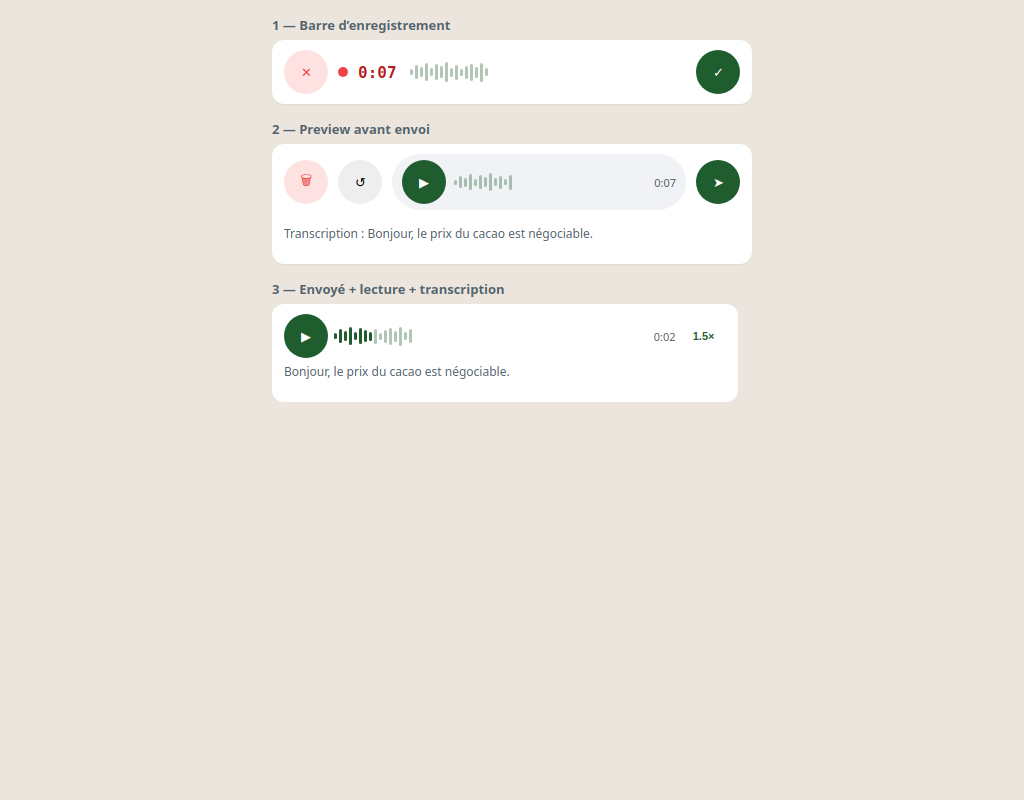 1 — Barre d’enregistrement
0:07
2 — Preview avant envoi
0:07
Transcription : Bonjour, le prix du cacao est négociable.
3 — Envoyé + lecture + transcription
0:02 1.5×
Bonjour, le prix du cacao est négociable.